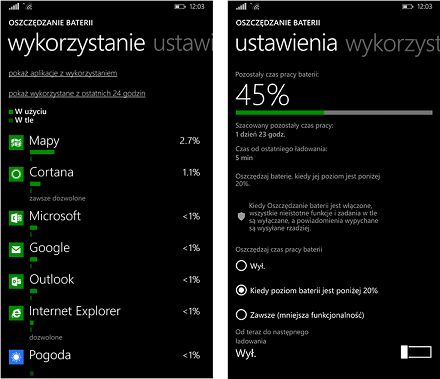 12:03
OSZCZĘDZANIE BATERII
wykorzystanie ustawi
pokaż aplikacje z wykorzystaniem
pokaż wykorzystane z ostatnich 24 godzin
W użyciu
W tle
Mapy 2.7%
Cortana 1.1%
zawsze dozwolone
Microsoft <1%
Google <1%
Outlook <1%
Internet Explorer <1%
dozwolone
Pogoda <1%
12:03
OSZCZĘDZANIE BATERII
ustawienia wykorzyst
Pozostały czas pracy baterii:
45%
Szacowany pozostały czas pracy:
1 dzień 23 godz.
Czas od ostatniego ładowania:
5 min
Oszczędzaj baterię, kiedy jej poziom jest poniżej
20%.
Kiedy Oszczędzanie baterii jest włączone,
wszystkie nieistotne funkcje i zadania w tle
są wyłączane, a powiadomienia wypychane
są wysyłane rzadziej.
Oszczędzaj czas pracy baterii
Wył.
Kiedy poziom baterii jest poniżej 20%
Zawsze (mniejsza funkcjonalność)
Od teraz do następnego
ładowania
Wył.